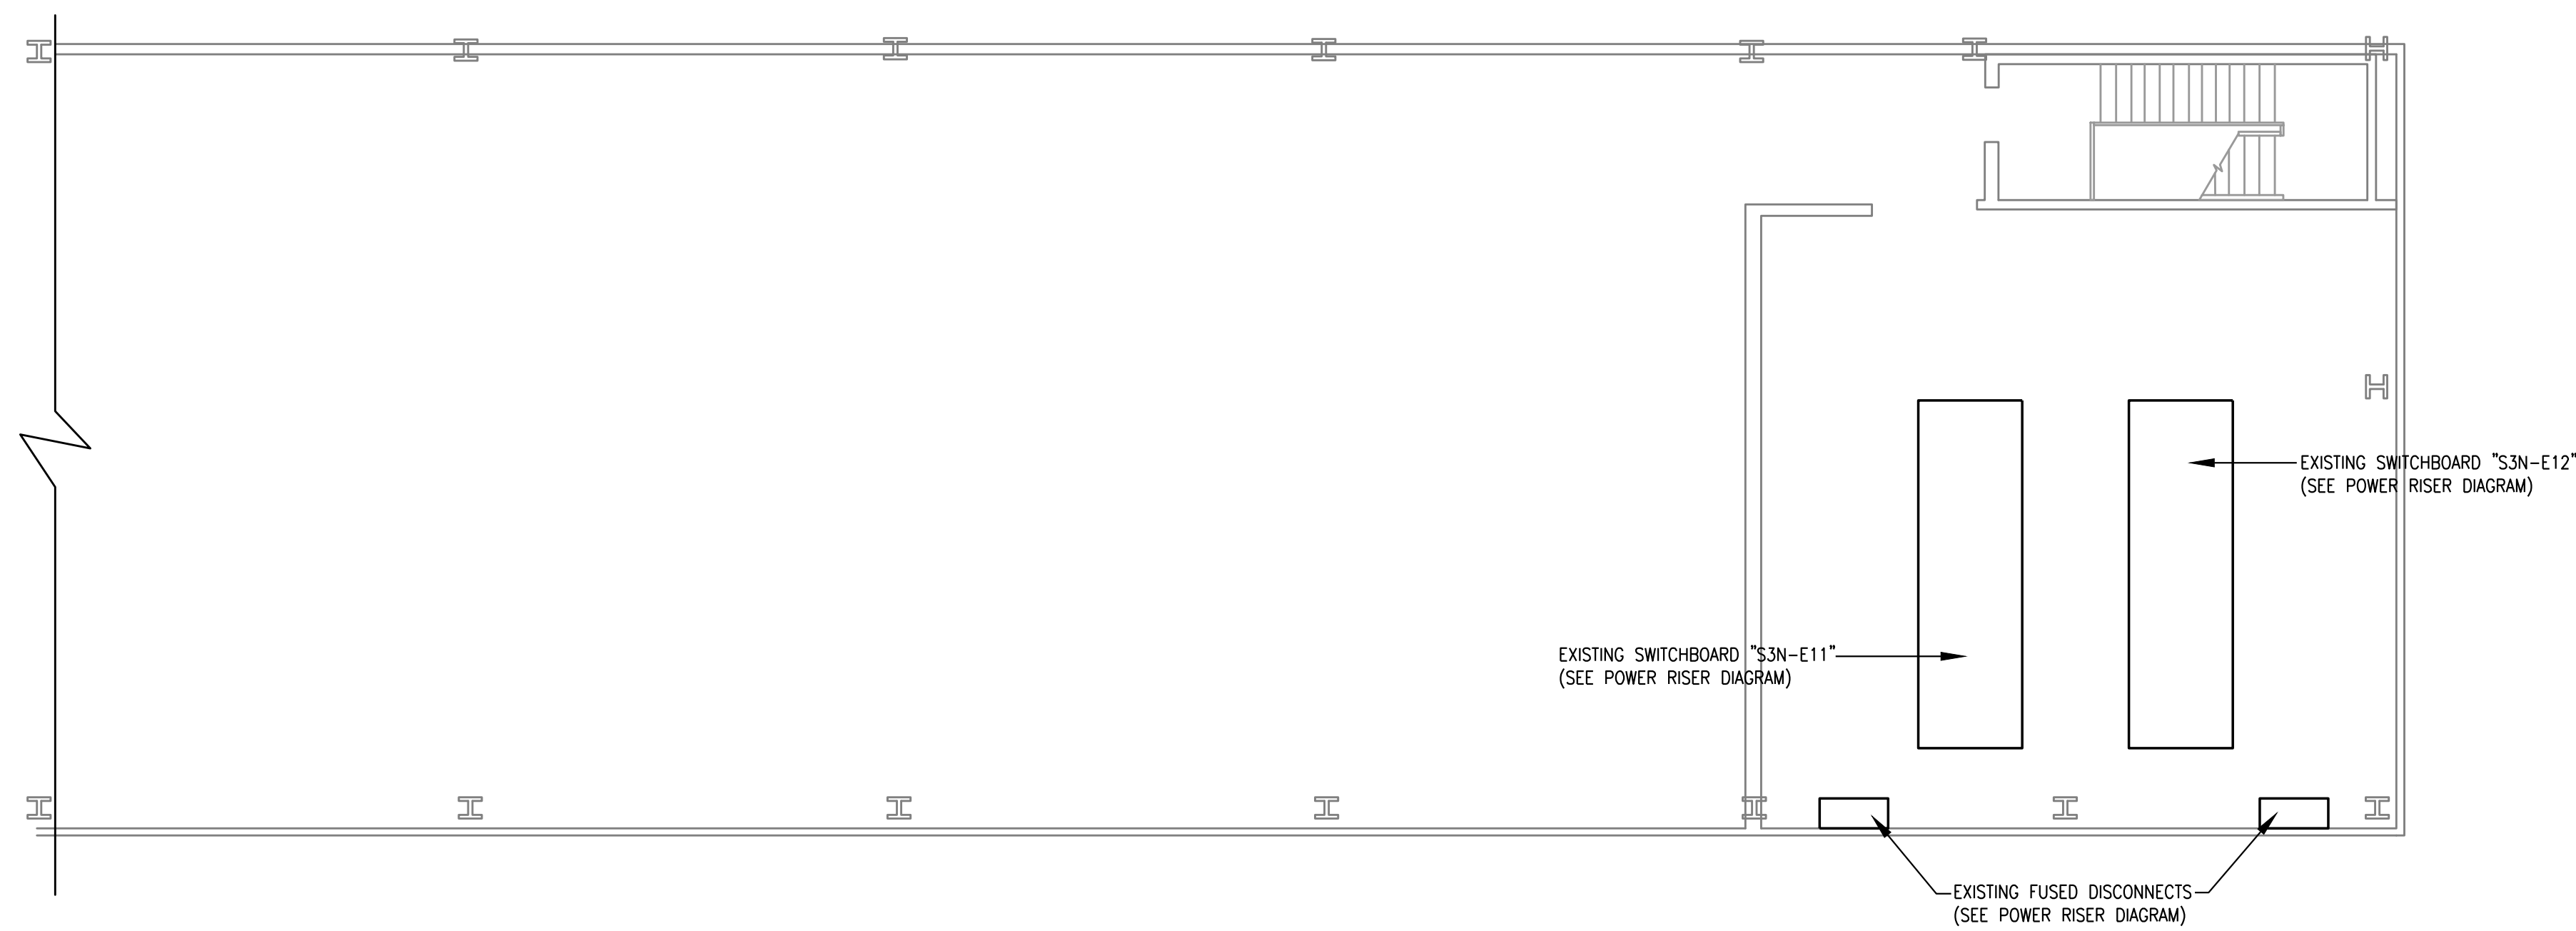 EXISTING SWITCHBOARD "S3N-E12"
(SEE POWER RISER DIAGRAM)
EXISTING SWITCHBOARD "S3N-E11"
(SEE POWER RISER DIAGRAM)
EXISTING FUSED DISCONNECTS
(SEE POWER RISER DIAGRAM)